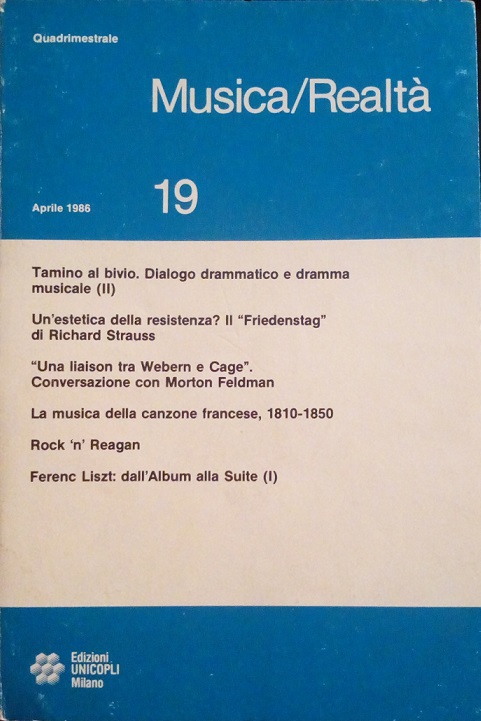 Quadrimestrale
Musica/Realtà
Aprile 1986
19
Tamino al bivio. Dialogo drammatico e dramma
musicale (II)
Un'estetica della resistenza? Il “Friedenstag”
di Richard Strauss
“Una liaison tra Webern e Cage”.
Conversazione con Morton Feldman
La musica della canzone francese, 1810-1850
Rock ‘n’ Reagan
Ferenc Liszt: dall'Album alla Suite (I)
Edizioni
UNICOPLI
Milano